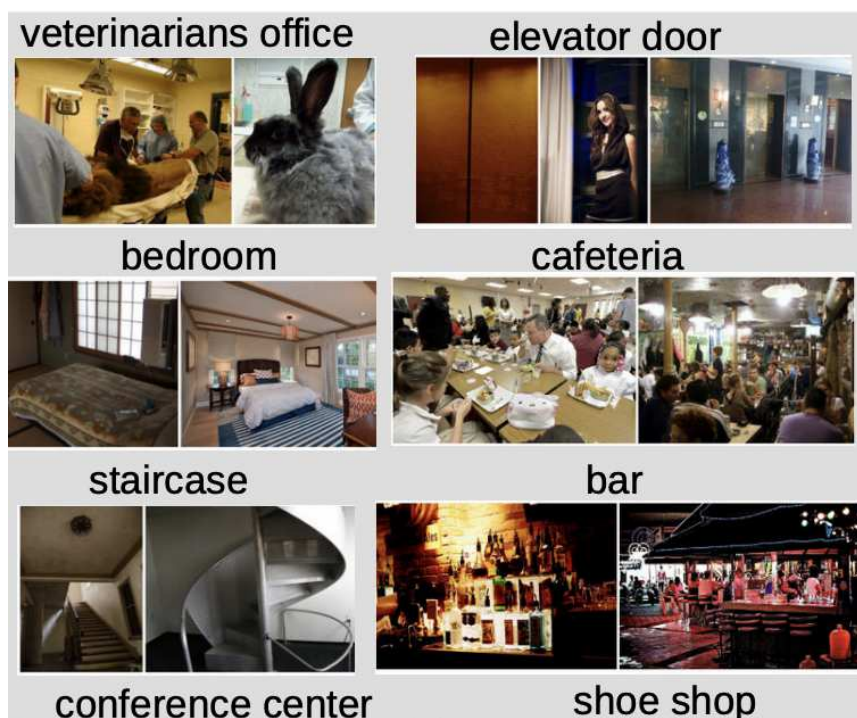 veterinarians office
elevator door
bedroom
cafeteria
staircase
bar
conference center
shoe shop